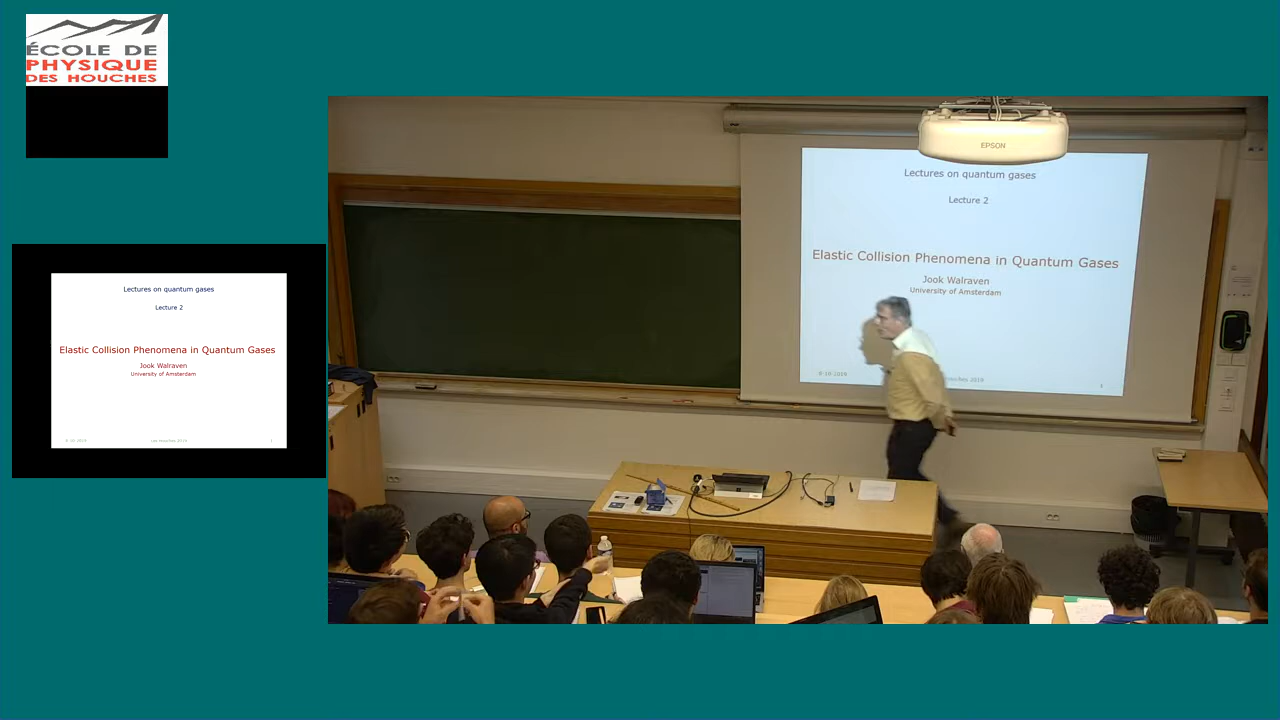 ÉCOLE DE
PHYSIQUE
DES HOUCHES
Lectures on quantum gases
Lecture 2
Elastic Collision Phenomena in Quantum Gases
Jook Walraven
University of Amsterdam
1
EPSON
Lectures on quantum gases
Lecture 2
Elastic Collision Phenomena in Quantum Gases
Jook Walraven
University of Amsterdam